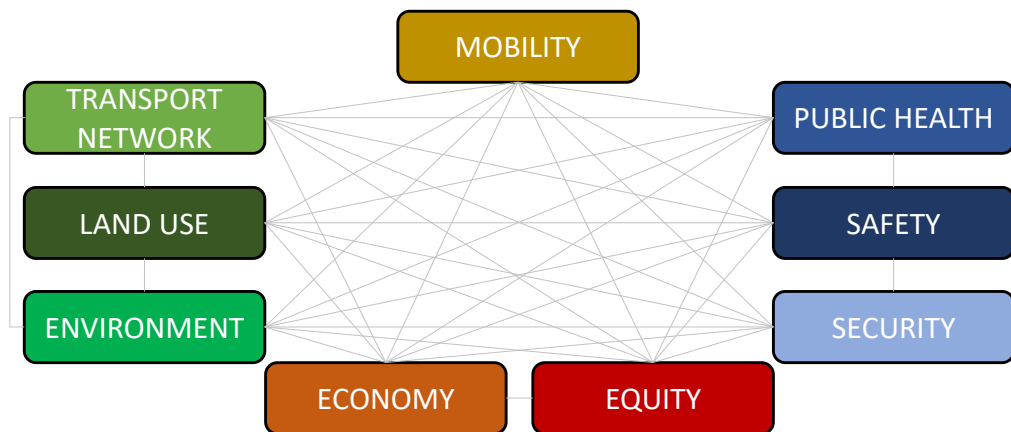 MOBILITY
TRANSPORT
NETWORK
PUBLIC HEALTH
LAND USE
SAFETY
ENVIRONMENT
SECURITY
ECONOMY
EQUITY